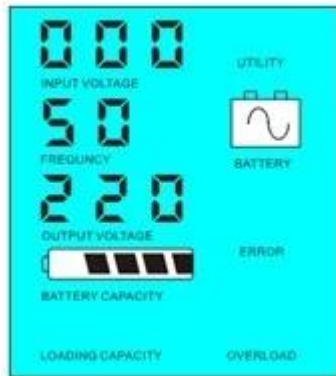 000
INPUT VOLTAGE
UTILITY
50
FREQUNCY
BATTERY
220
OUTPUT VOLTAGE
ERROR
BATTERY CAPACITY
LOADING CAPACITY
OVERLOAD